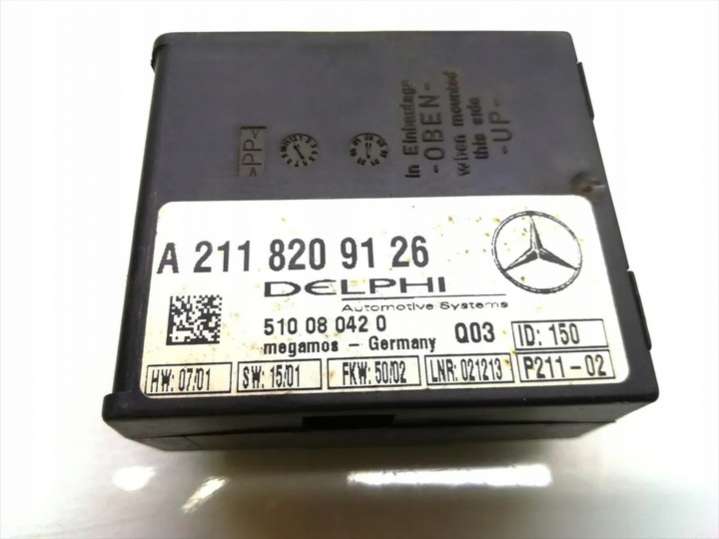 >PP<
in Einbaulage
-OBEN-
when mounted
this side
-UP-
A 211 820 91 26
DELPHI
Automotive Systems
510 08 042 0
Q03
ID: 150
megamos - Germany
HW: 07/01
SW: 15/01
FKW: 50/02
LNR: 021213
P211-02